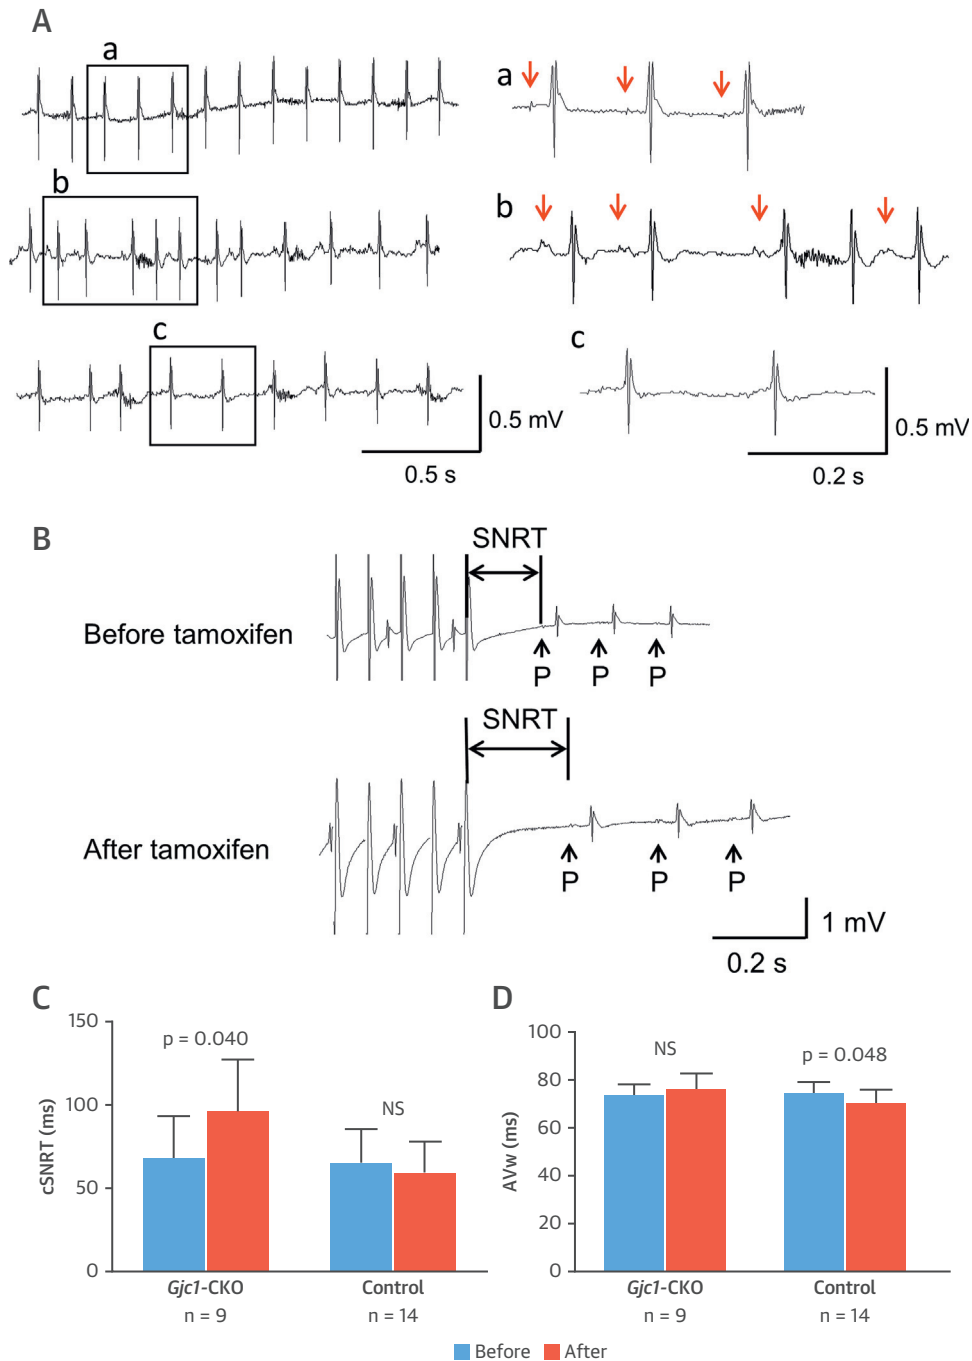 A
a
a
b
b
c
c
0.5 mV
0.5 s
0.5 mV
0.2 s
B
SNRT
Before tamoxifen
P P P
SNRT
After tamoxifen
P P P
1 mV
0.2 s
C
150
p = 0.040
100
NS
50
0
cSNRT (ms)
Gjc1-CKO Control
n = 9 n = 14
D
100
NS
p = 0.048
80
60
40
20
0
AVw (ms)
Gjc1-CKO Control
n = 9 n = 14
Before After